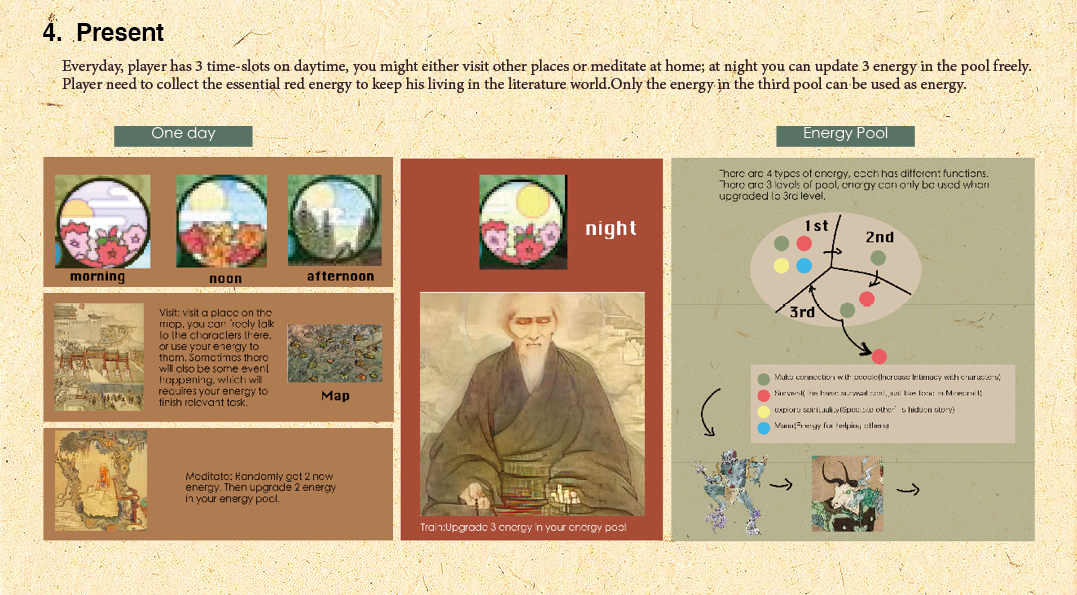 4. Present
Everyday, player has 3 time-slots on daytime, you might either visit other places or meditate at home; at night you can update 3 energy in the pool freely.
Player need to collect the essential red energy to keep his living in the literature world.Only the energy in the third pool can be used as energy.
One day
morning
noon
afternoon
Visit: visit a place on the
map, you can freely talk
to the characters there,
or use your energy to
them. Sometimes there
will also be some event
happening, which will
requires your energy to
finish relevant task.
Map
Meditate: Randomly get 2 new
energy. Then upgrade 2 energy
in your energy pool.
night
Train:Upgrade 3 energy in your energy pool
Energy Pool
There are 4 types of energy, each has different functions.
There are 3 levels of pool, energy can only be used when
upgraded to 3rd level.
1st
2nd
3rd
Make connection with people(Increase Intimacy with characters)
Survival(The basic survival cost, just like food in Minecraft)
explore spirituality(Spectate other' s hidden story)
Mana(Energy for helping others)